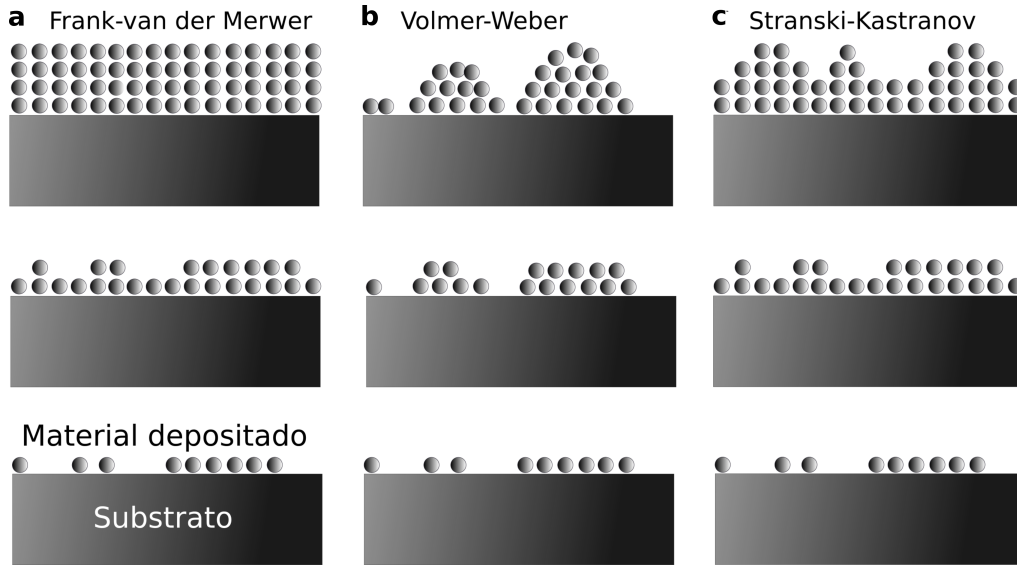 a Frank-van der Merwer
b Volmer-Weber
c Stranski-Kastranov
Material depositado
Substrato